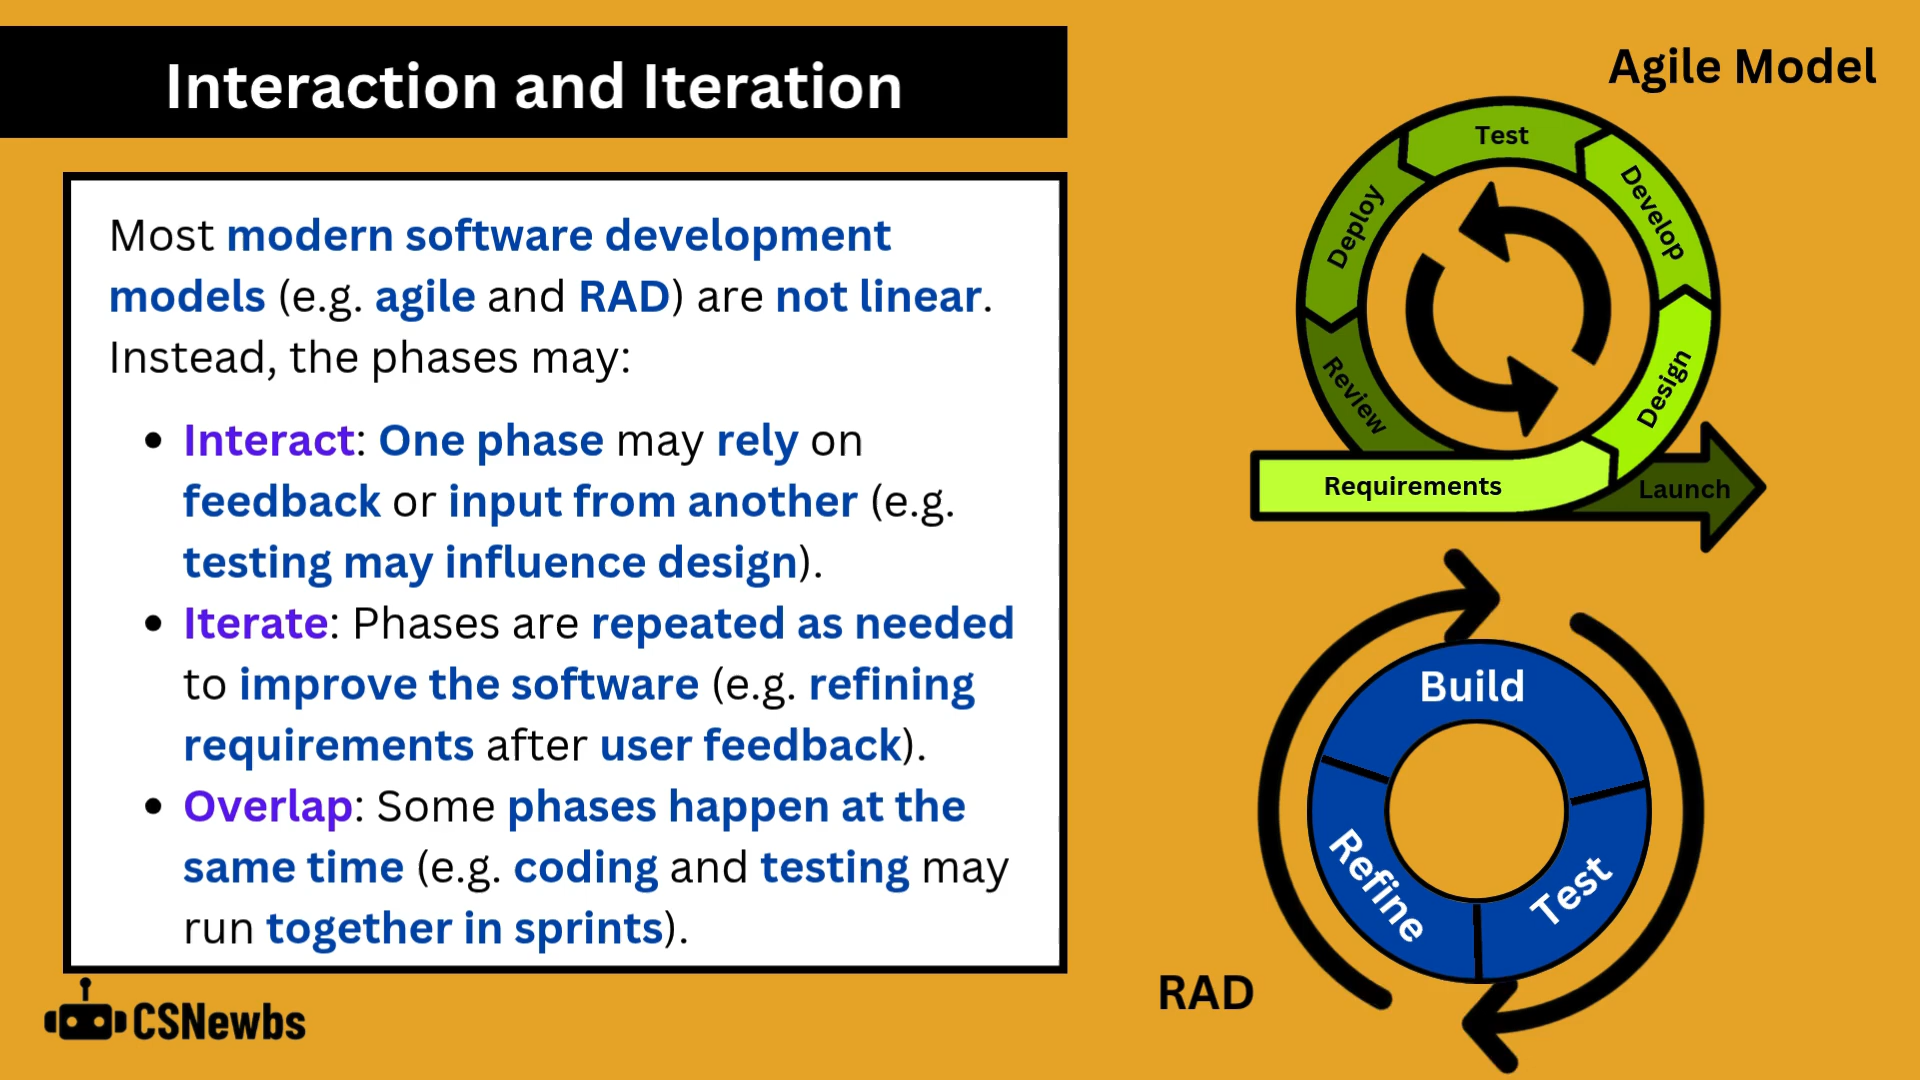 Interaction and Iteration
Most modern software development
models (e.g. agile and RAD) are not linear.
Instead, the phases may:
• Interact: One phase may rely on
feedback or input from another (e.g.
testing may influence design).
• Iterate: Phases are repeated as needed
to improve the software (e.g. refining
requirements after user feedback).
• Overlap: Some phases happen at the
same time (e.g. coding and testing may
run together in sprints).
CSNewbs
Agile Model
Test
Develop
Deploy
Design
Review
Requirements
Launch
Build
Refine
Test
RAD